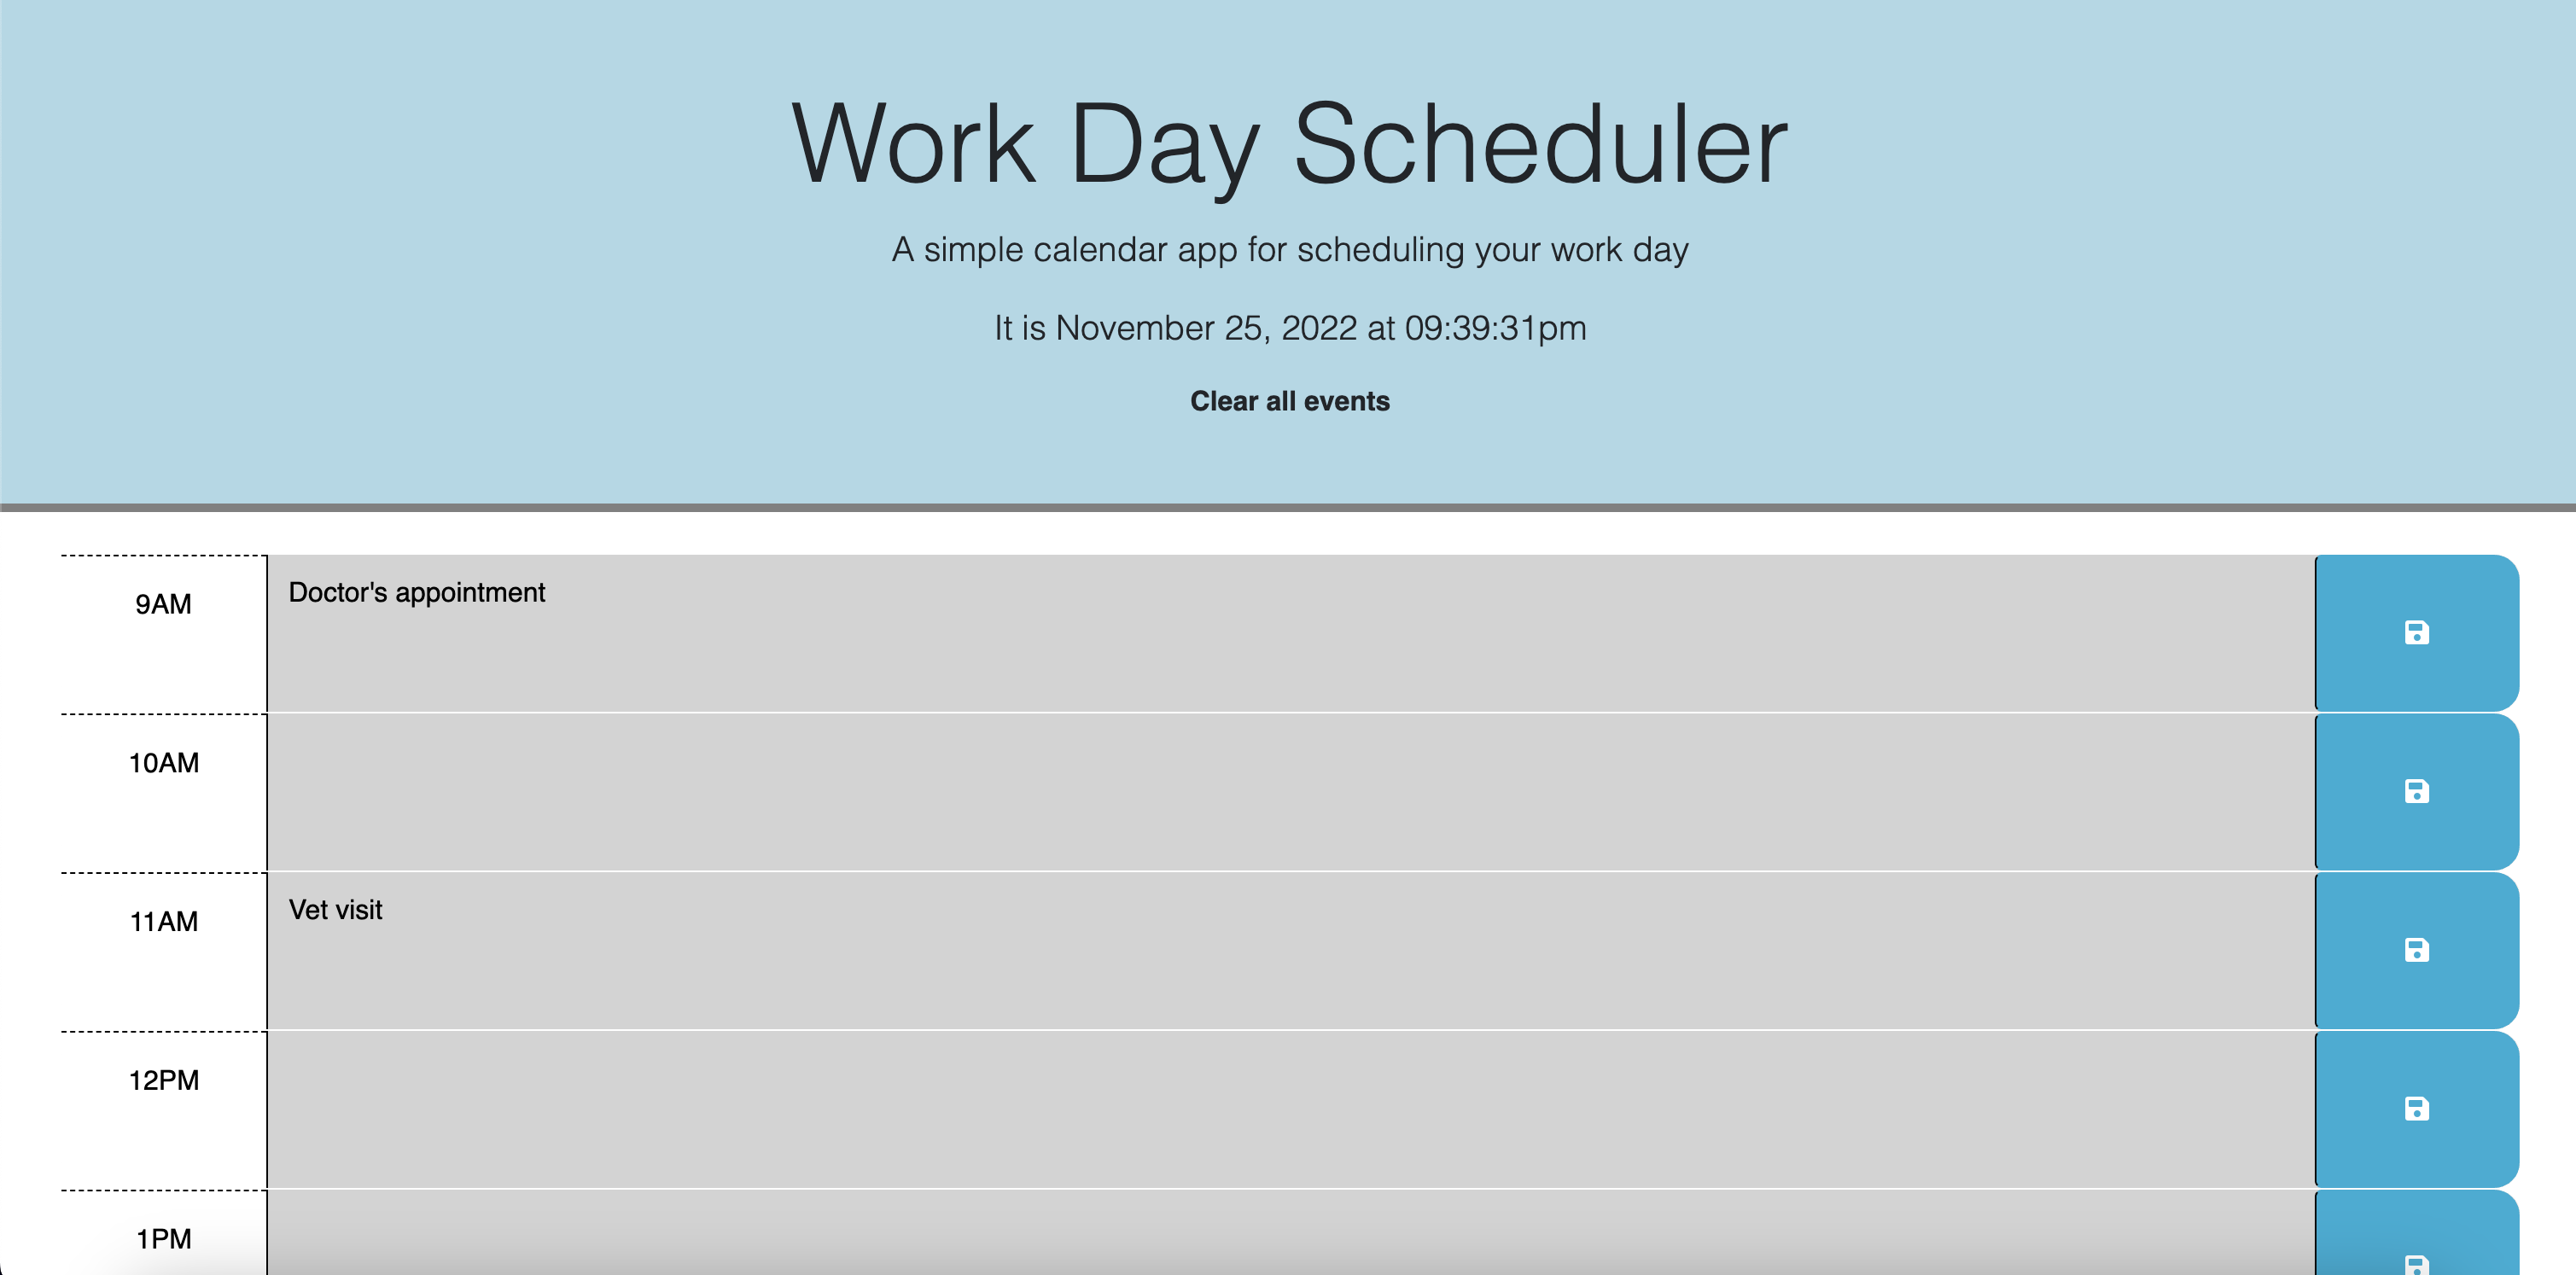 Work Day Scheduler
A simple calendar app for scheduling your work day
It is November 25, 2022 at 09:39:31pm
Clear all events
9AM
Doctor's appointment
10AM
11AM
Vet visit
12PM
1PM